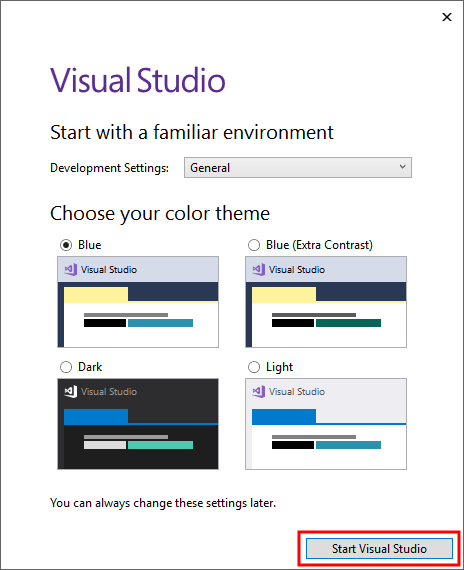 Visual Studio
Start with a familiar environment
Development Settings: General
Choose your color theme
Blue Blue (Extra Contrast)
Visual Studio Visual Studio
Dark Light
Visual Studio Visual Studio
You can always change these settings later.
Start Visual Studio